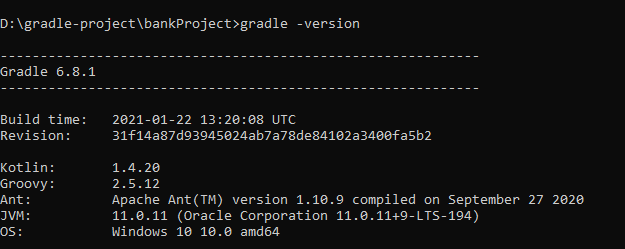 D:\gradle-project\bankProject>gradle -version
------------------------------------------------------------
Gradle 6.8.1
------------------------------------------------------------
Build time:   2021-01-22 13:20:08 UTC
Revision:     31f14a87d93945024ab7a78de84102a3400fa5b2
Kotlin:       1.4.20
Groovy:       2.5.12
Ant:          Apache Ant(TM) version 1.10.9 compiled on September 27 2020
JVM:          11.0.11 (Oracle Corporation 11.0.11+9-LTS-194)
OS:           Windows 10 10.0 amd64